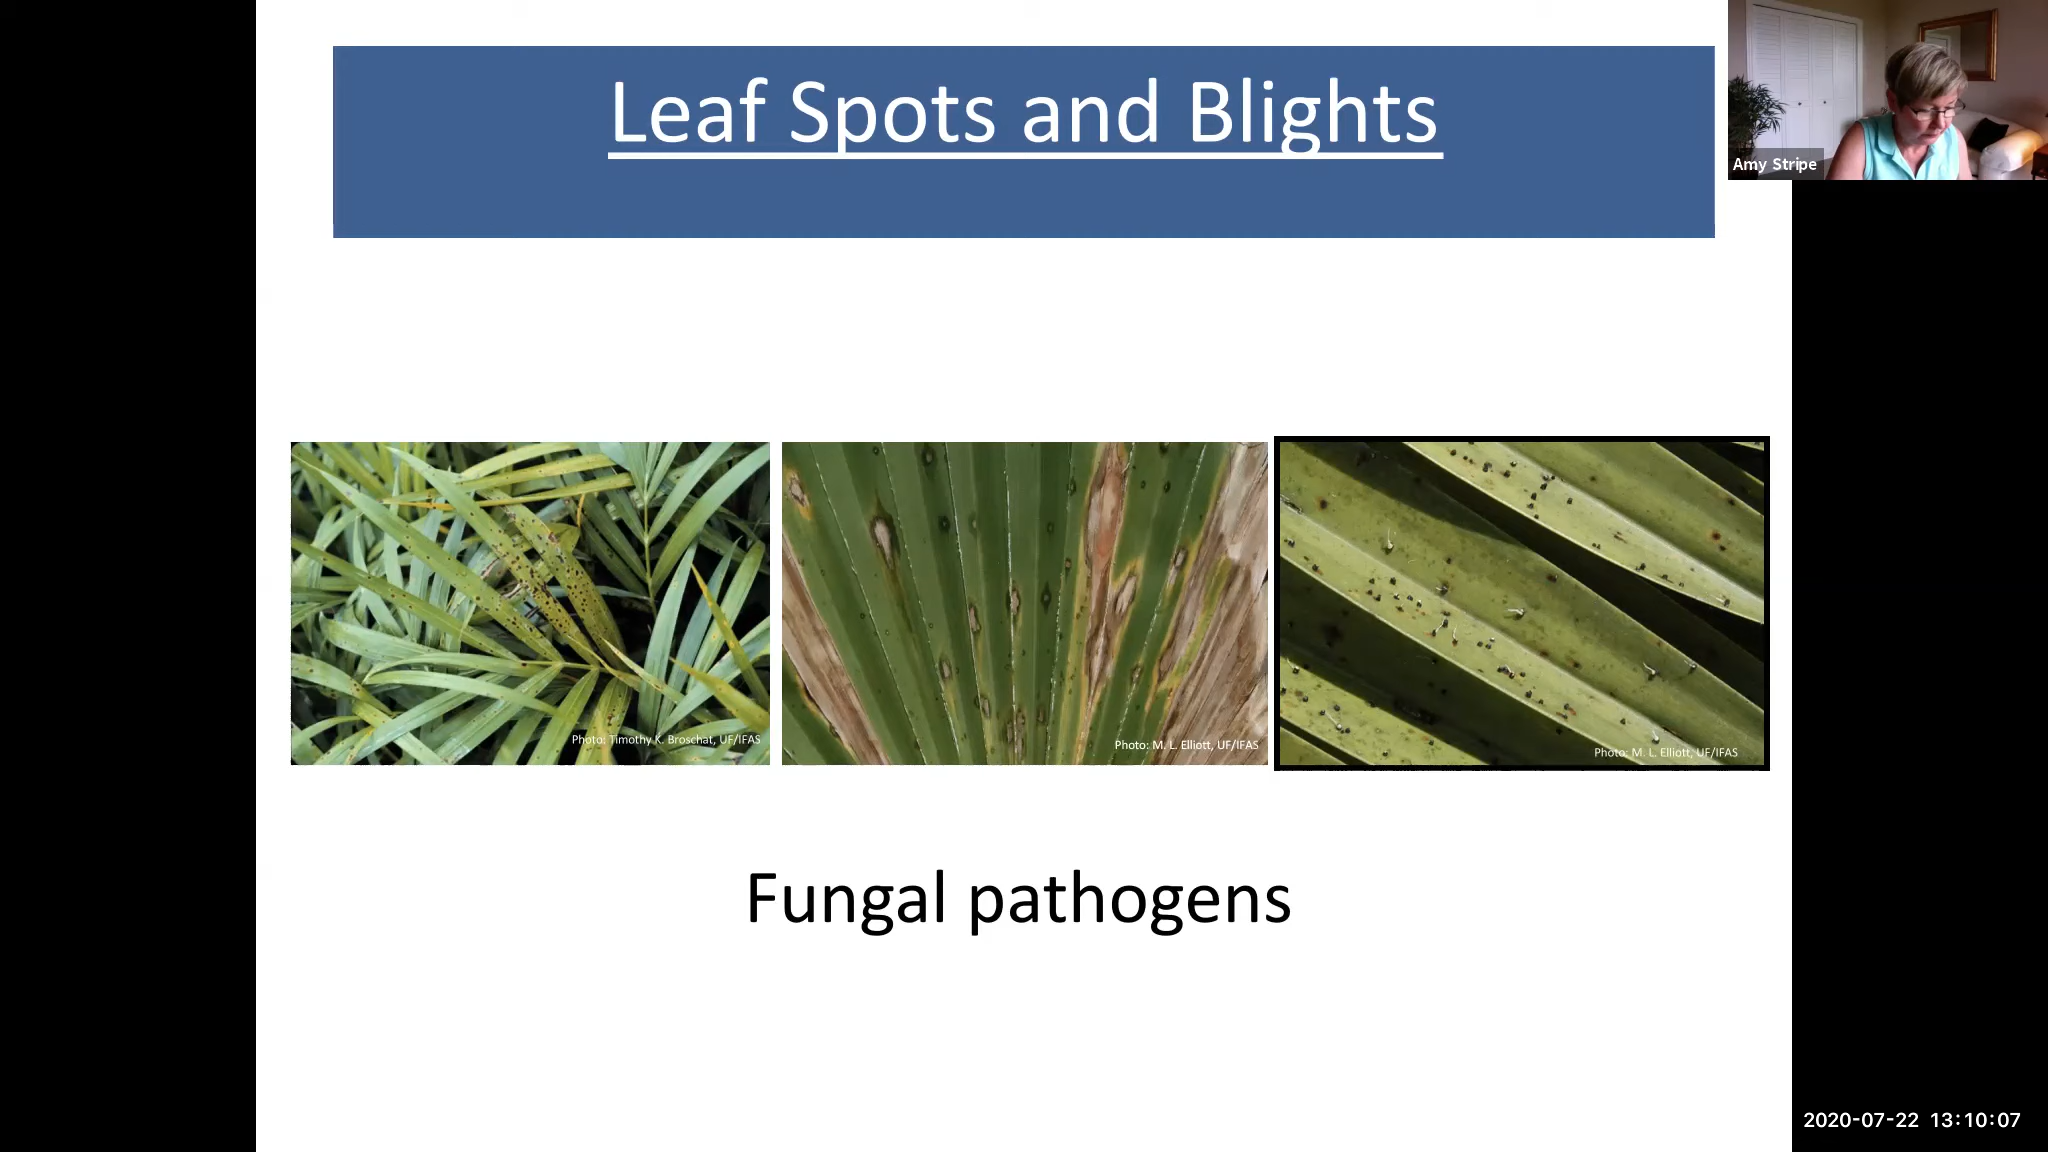 Leaf Spots and Blights
Amy Stripe
Photo: Timothy K. Broschat, UF/IFAS
Photo: M. L. Elliott, UF/IFAS
Photo: M. L. Elliott, UF/IFAS
Fungal pathogens
2020-07-22 13:10:07